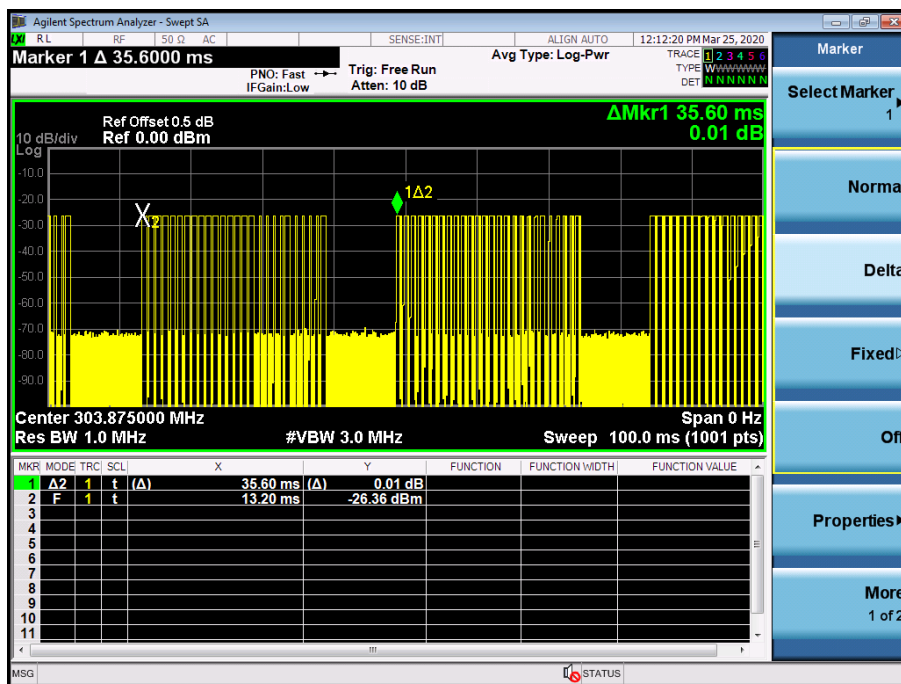 Agilent Spectrum Analyzer - Swept SA
LXI RL RF 50 Ω AC SENSE:INT ALIGN AUTO 12:12:20 PM Mar 25, 2020
Marker 1 Δ 35.6000 ms
PNO: Fast
IFGain:Low
Trig: Free Run
Atten: 10 dB
Avg Type: Log-Pwr
TRACE 1 2 3 4 5 6
TYPE WWWWWW
DET N N N N N N
ΔMkr1 35.60 ms
0.01 dB
Ref Offset 0.5 dB
10 dB/div Ref 0.00 dBm
Log
-10.0
-20.0
-30.0
-40.0
-50.0
-60.0
-70.0
-80.0
-90.0
1Δ2
X2
Center 303.875000 MHz Span 0 Hz
Res BW 1.0 MHz #VBW 3.0 MHz Sweep 100.0 ms (1001 pts)
MKR MODE TRC SCL X Y FUNCTION FUNCTION WIDTH FUNCTION VALUE
1 Δ2 1 t (Δ) 35.60 ms (Δ) 0.01 dB
2 F 1 t 13.20 ms -26.36 dBm
3
4
5
6
7
8
9
10
11
MSG STATUS
Marker
Select Marker
1
Norma
Delta
Fixed
Off
Properties
More
1 of 2